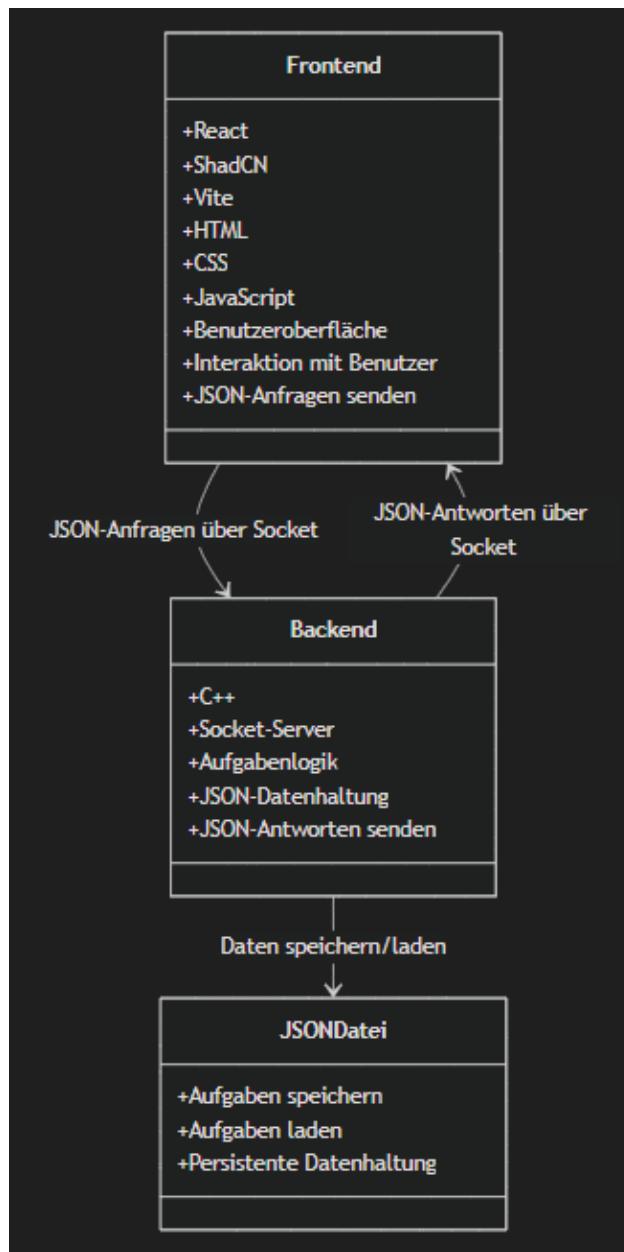 Frontend
+React
+ShadCN
+Vite
+HTML
+CSS
+JavaScript
+Benutzeroberfläche
+Interaktion mit Benutzer
+JSON-Anfragen senden
JSON-Anfragen über Socket
JSON-Antworten über
Socket
Backend
+C++
+Socket-Server
+Aufgabenlogik
+JSON-Datenhaltung
+JSON-Antworten senden
Daten speichern/laden
JSONDatei
+Aufgaben speichern
+Aufgaben laden
+Persistente Datenhaltung